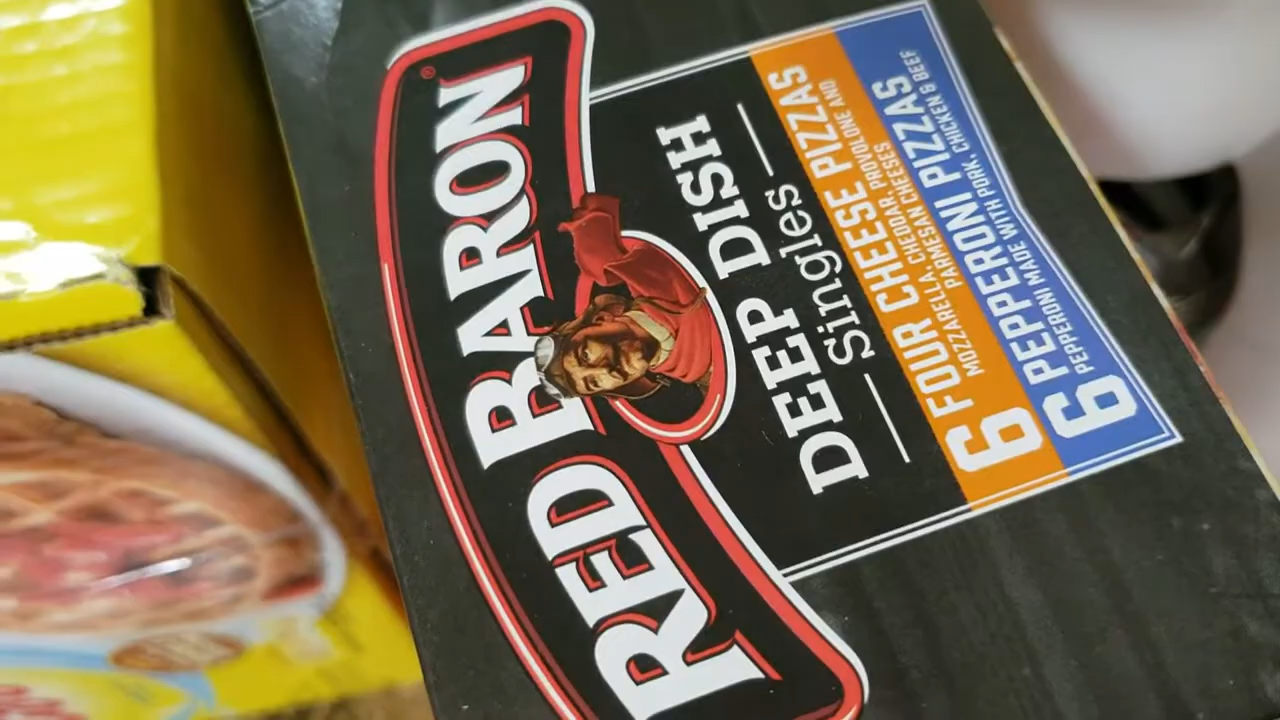 RED BARON
®
DEEP DISH
Singles
6 FOUR CHEESE PIZZAS
MOZZARELLA, CHEDDAR, PROVOLONE AND
PARMESAN CHEESES
6 PEPPERONI PIZZAS
PEPPERONI MADE WITH PORK, CHICKEN & BEEF